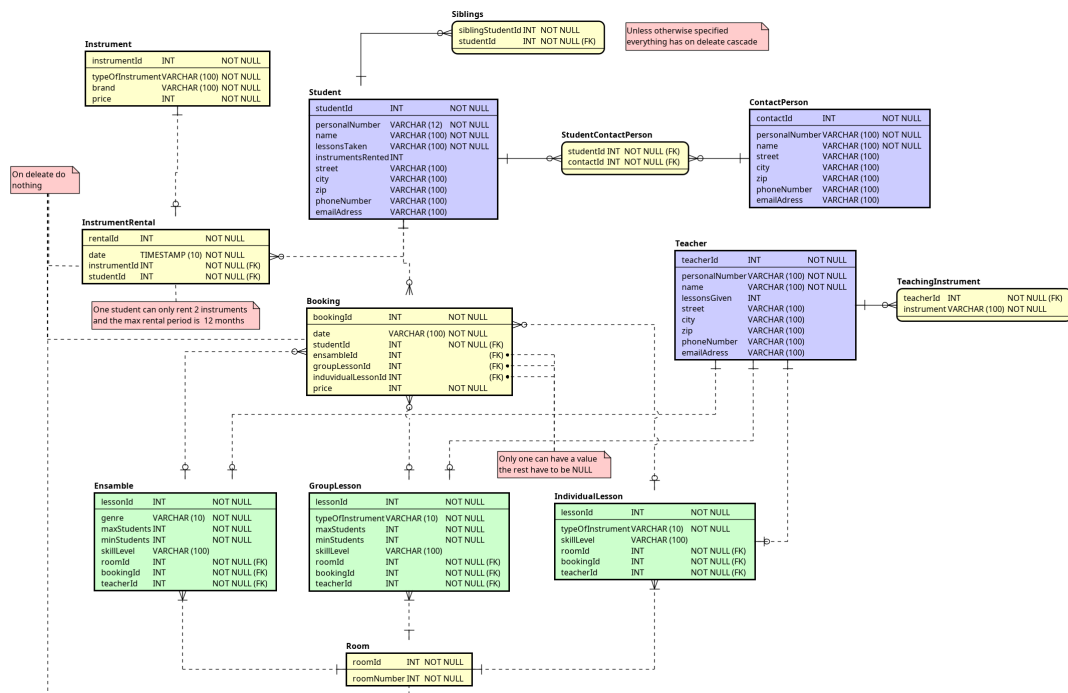 Siblings
siblingStudentId INT NOT NULL
studentId INT NOT NULL (FK)
Unless otherwise specified
everything has on deleate cascade
Instrument
instrumentId INT NOT NULL
typeOfInstrument VARCHAR (100) NOT NULL
brand VARCHAR (100) NOT NULL
price INT NOT NULL
Student
studentId INT NOT NULL
personalNumber VARCHAR (12) NOT NULL
name VARCHAR (100) NOT NULL
lessonsTaken VARCHAR (100) NOT NULL
instrumentsRented INT
street VARCHAR (100)
city VARCHAR (100)
zip VARCHAR (100)
phoneNumber VARCHAR (100)
emailAdress VARCHAR (100)
StudentContactPerson
studentId INT NOT NULL (FK)
contactId INT NOT NULL (FK)
ContactPerson
contactId INT NOT NULL
personalNumber VARCHAR (100) NOT NULL
name VARCHAR (100) NOT NULL
street VARCHAR (100)
city VARCHAR (100)
zip VARCHAR (100)
phoneNumber VARCHAR (100)
emailAdress VARCHAR (100)
On deleate do
nothing
InstrumentRental
rentalId INT NOT NULL
date TIMESTAMP (10) NOT NULL
instrumentId INT NOT NULL (FK)
studentId INT NOT NULL (FK)
One student can only rent 2 instruments
and the max rental period is 12 months
Teacher
teacherId INT NOT NULL
personalNumber VARCHAR (100) NOT NULL
name VARCHAR (100) NOT NULL
lessonsGiven INT
street VARCHAR (100)
city VARCHAR (100)
zip VARCHAR (100)
phoneNumber VARCHAR (100)
emailAdress VARCHAR (100)
TeachingInstrument
teacherId INT NOT NULL (FK)
instrument VARCHAR (100) NOT NULL
Booking
bookingId INT NOT NULL
date VARCHAR (100) NOT NULL
studentId INT NOT NULL (FK)
ensambleId INT (FK)
groupLessonId INT (FK)
induvidualLessonId INT (FK)
price INT NOT NULL
Only one can have a value
the rest have to be NULL
Ensamble
lessonId INT NOT NULL
genre VARCHAR (10) NOT NULL
maxStudents INT NOT NULL
minStudents INT NOT NULL
skillLevel VARCHAR (100)
roomId INT NOT NULL (FK)
bookingId INT NOT NULL (FK)
teacherId INT NOT NULL (FK)
GroupLesson
lessonId INT NOT NULL
typeOfInstrument VARCHAR (10) NOT NULL
maxStudents INT NOT NULL
minStudents INT NOT NULL
skillLevel VARCHAR (100)
roomId INT NOT NULL (FK)
bookingId INT NOT NULL (FK)
teacherId INT NOT NULL (FK)
IndividualLesson
lessonId INT NOT NULL
typeOfInstrument VARCHAR (10) NOT NULL
skillLevel VARCHAR (100)
roomId INT NOT NULL (FK)
bookingId INT NOT NULL (FK)
teacherId INT NOT NULL (FK)
Room
roomId INT NOT NULL
roomNumber INT NOT NULL